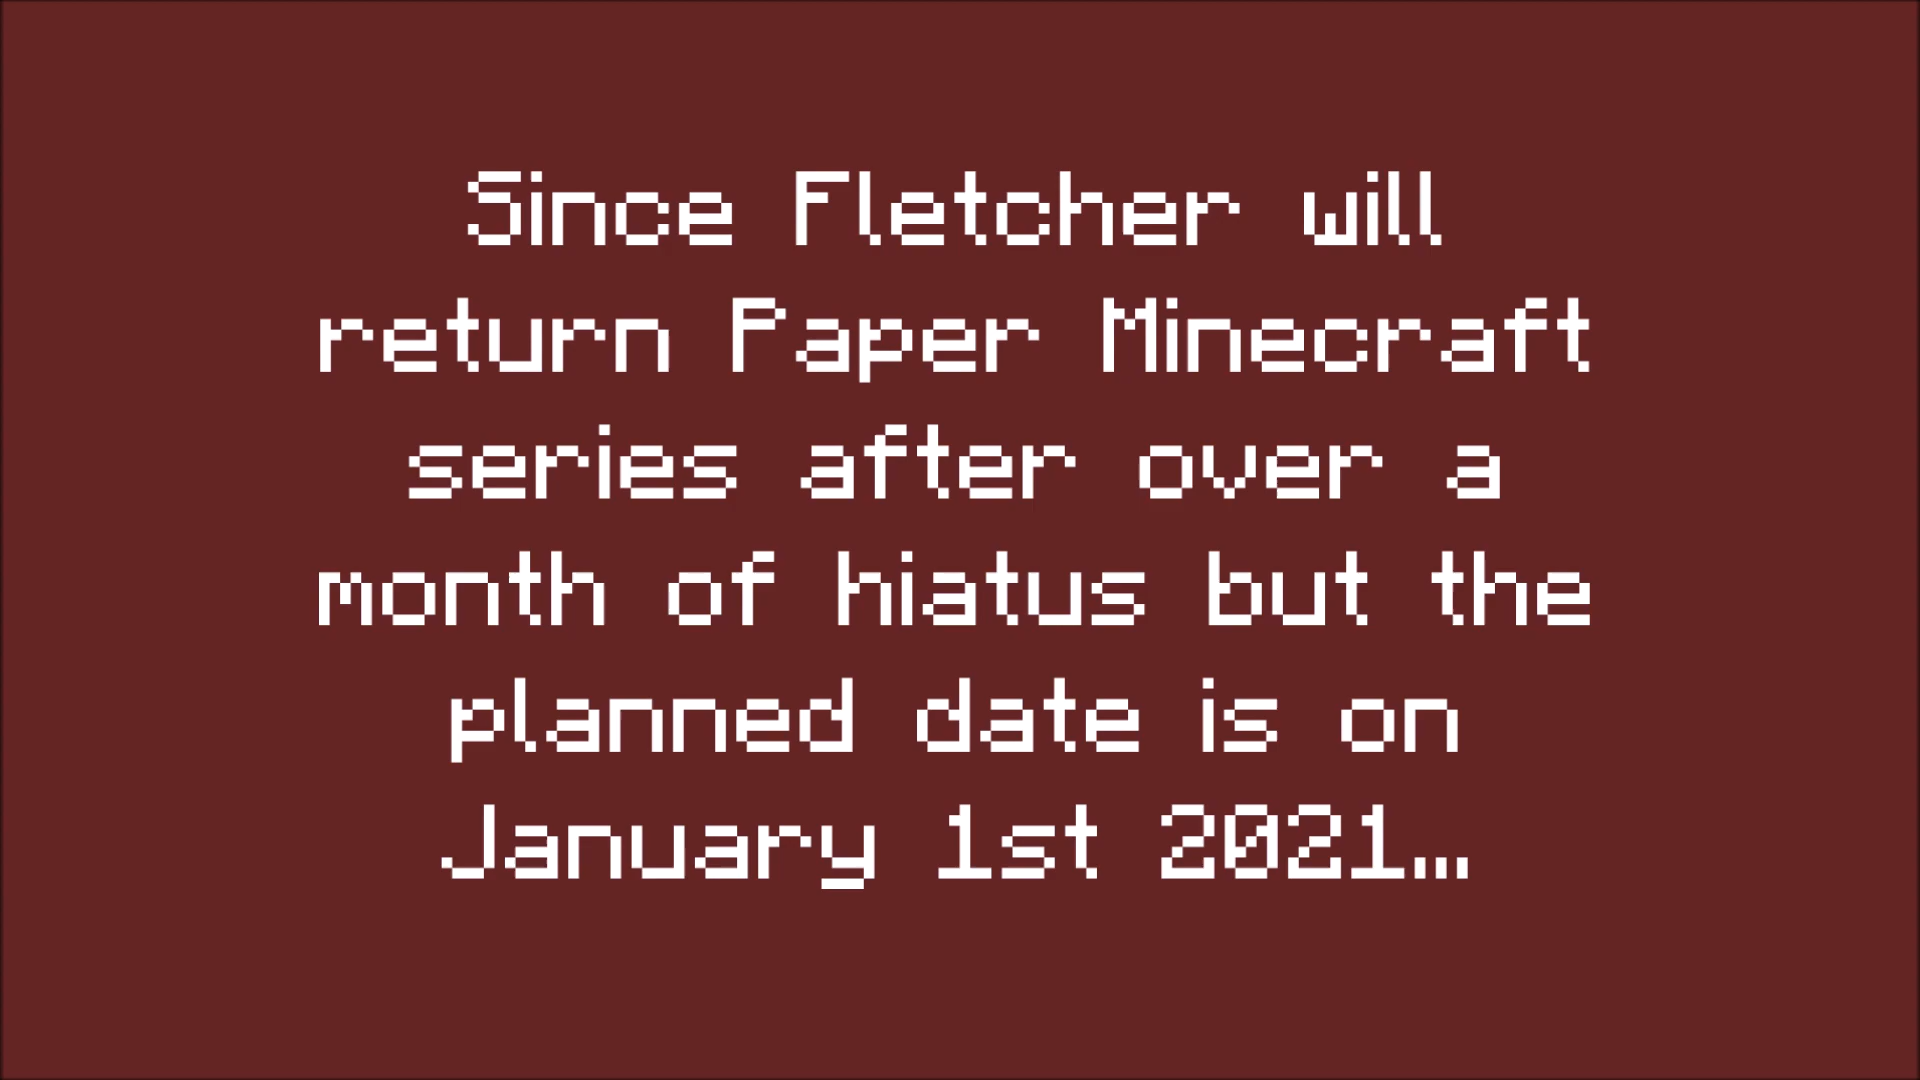 Since Fletcher will
return Paper Minecraft
series after over a
month of hiatus but the
planned date is on
January 1st 2021...